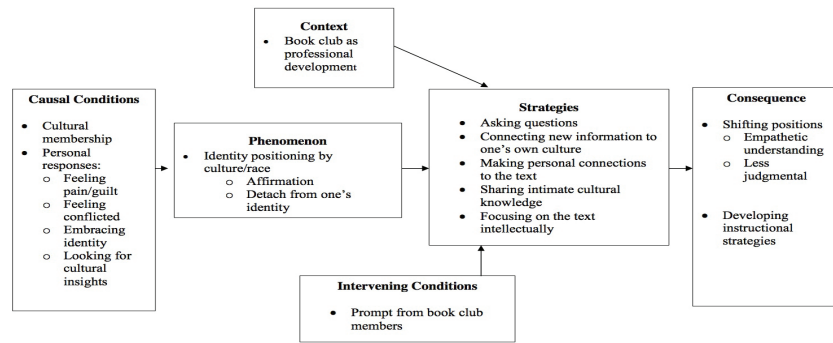 Context
• Book club as
professional
development
Causal Conditions
• Cultural
membership
• Personal
responses:
o Feeling
pain/guilt
o Feeling
conflicted
o Embracing
identity
o Looking for
cultural
insights
Phenomenon
• Identity positioning by
culture/race
o Affirmation
o Detach from one's
identity
Strategies
• Asking questions
• Connecting new information to
one's own culture
• Making personal connections
to the text
• Sharing intimate cultural
knowledge
• Focusing on the text
intellectually
Consequence
• Shifting positions
o Empathetic
understanding
o Less
judgmental
• Developing
instructional
strategies
Intervening Conditions
• Prompt from book club
members